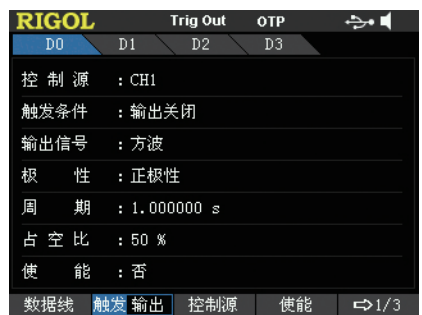 RIGOL Trig Out OTP
D0 D1 D2 D3
控 制 源 : CH1
触发条件 : 输出关闭
输出信号 : 方波
极 性 : 正极性
周 期 : 1.000000 s
占 空 比 : 50 %
使 能 : 否
数据线 触发 输出 控制源 使能 ⇨1/3